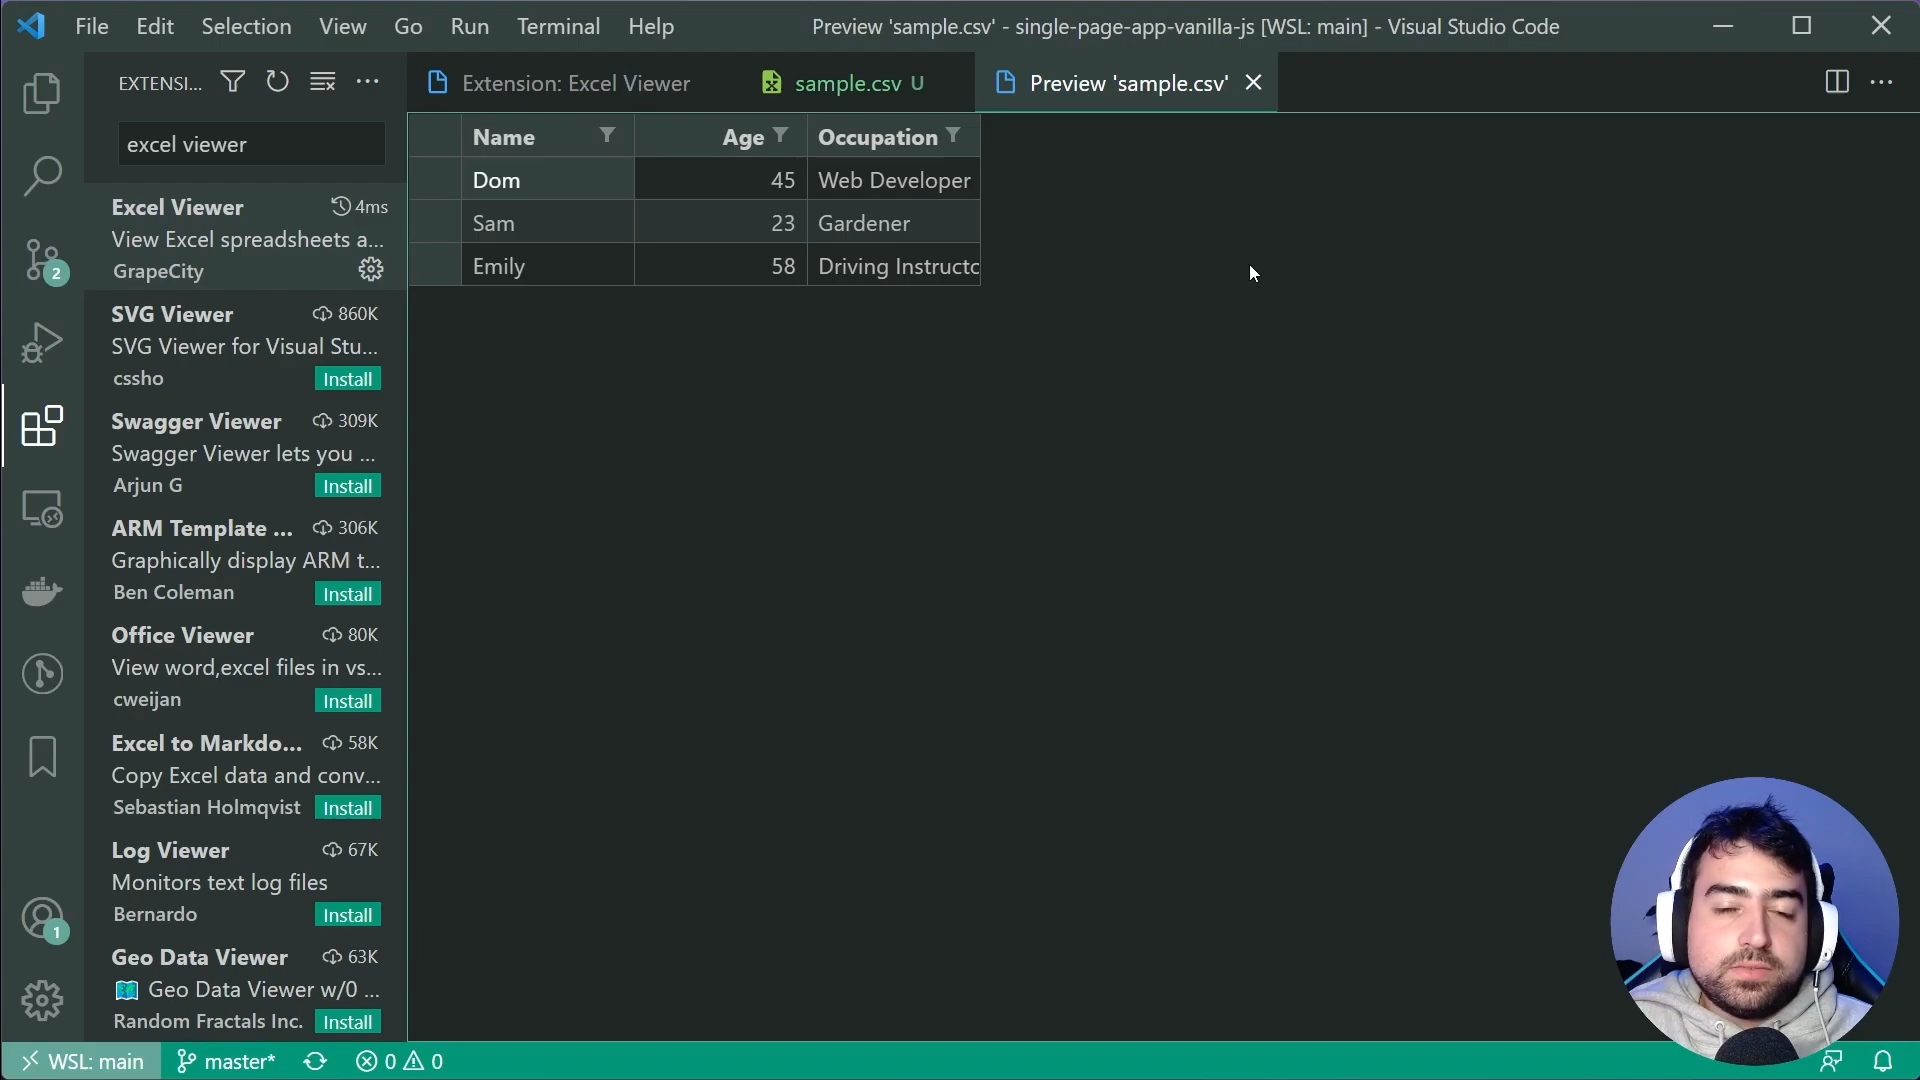 File Edit Selection View Go Run Terminal Help Preview 'sample.csv' - single-page-app-vanilla-js [WSL: main] - Visual Studio Code
EXTENSI...
Extension: Excel Viewer sample.csv U Preview 'sample.csv'
excel viewer
Excel Viewer 4ms
View Excel spreadsheets a...
GrapeCity
SVG Viewer 860K
SVG Viewer for Visual Stu...
cssho Install
Swagger Viewer 309K
Swagger Viewer lets you ...
Arjun G Install
ARM Template ... 306K
Graphically display ARM t...
Ben Coleman Install
Office Viewer 80K
View word,excel files in vs...
cweijan Install
Excel to Markdo... 58K
Copy Excel data and conv...
Sebastian Holmqvist Install
Log Viewer 67K
Monitors text log files
Bernardo Install
Geo Data Viewer 63K
Geo Data Viewer w/0 ...
Random Fractals Inc. Install
Name Age Occupation
Dom 45 Web Developer
Sam 23 Gardener
Emily 58 Driving Instructo
2
1
WSL: main master* 0 0